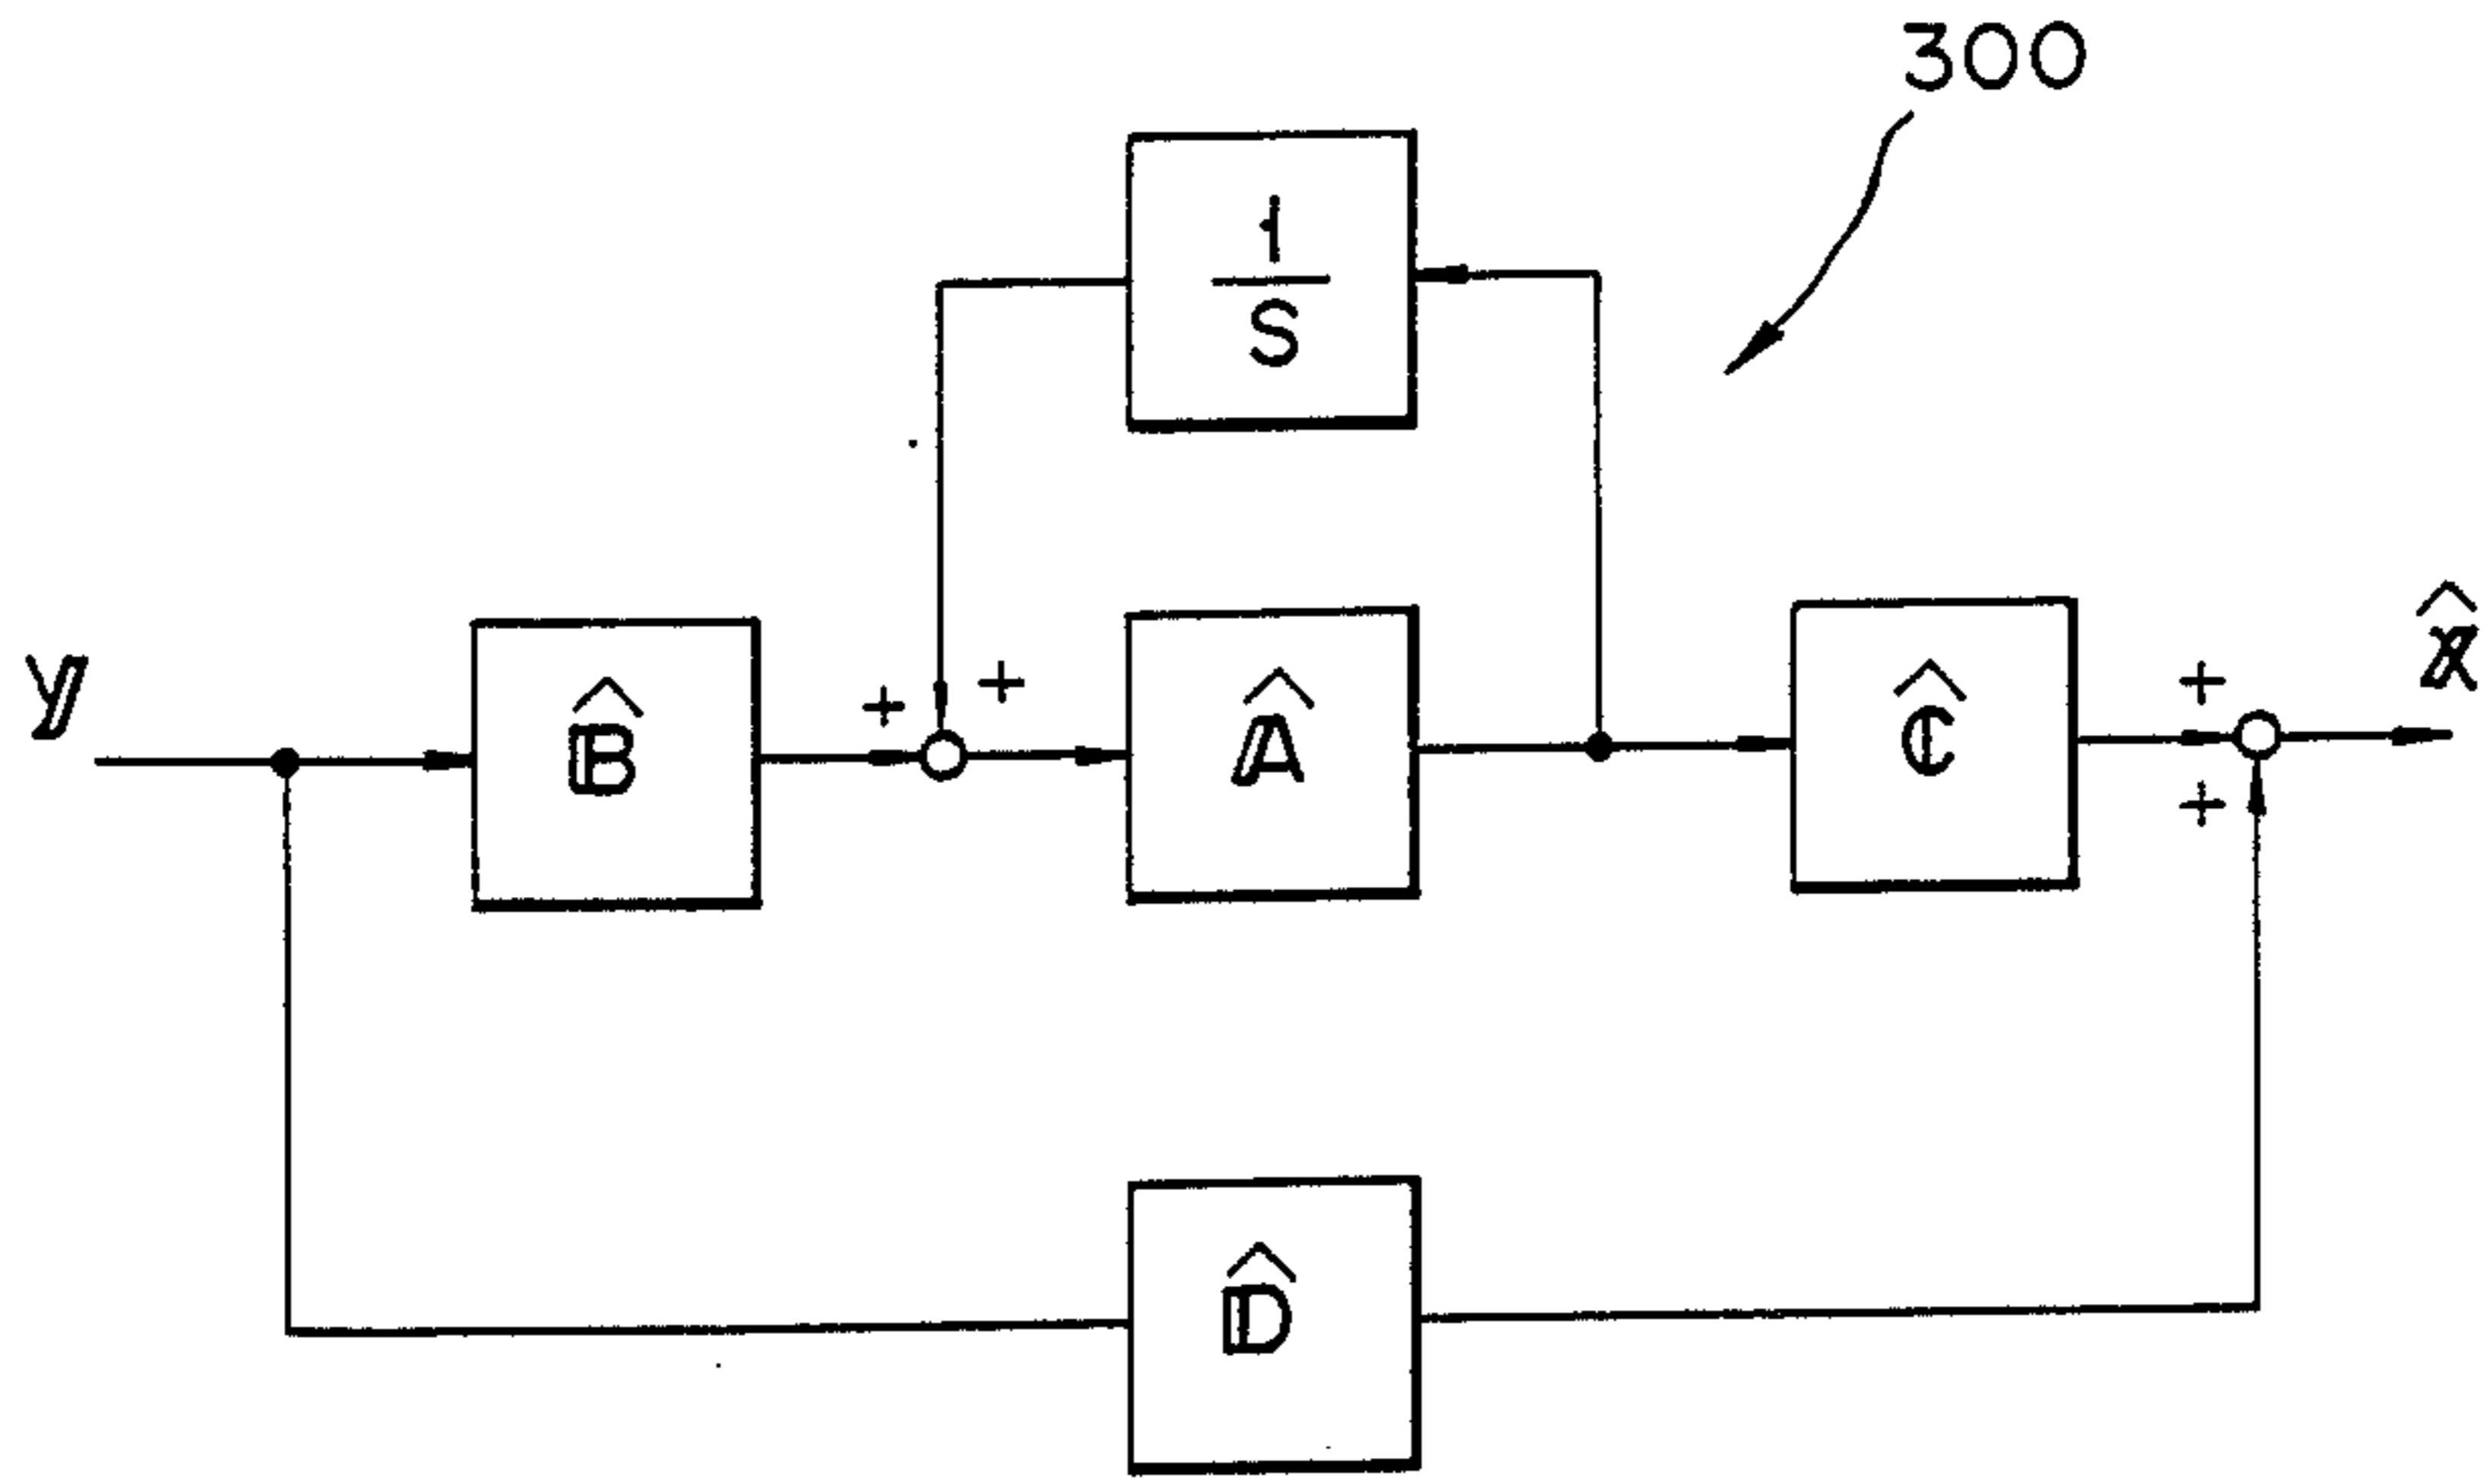 300
1
S
y
B̂
+
+
Â
Ĉ
+
+
x̂
D̂